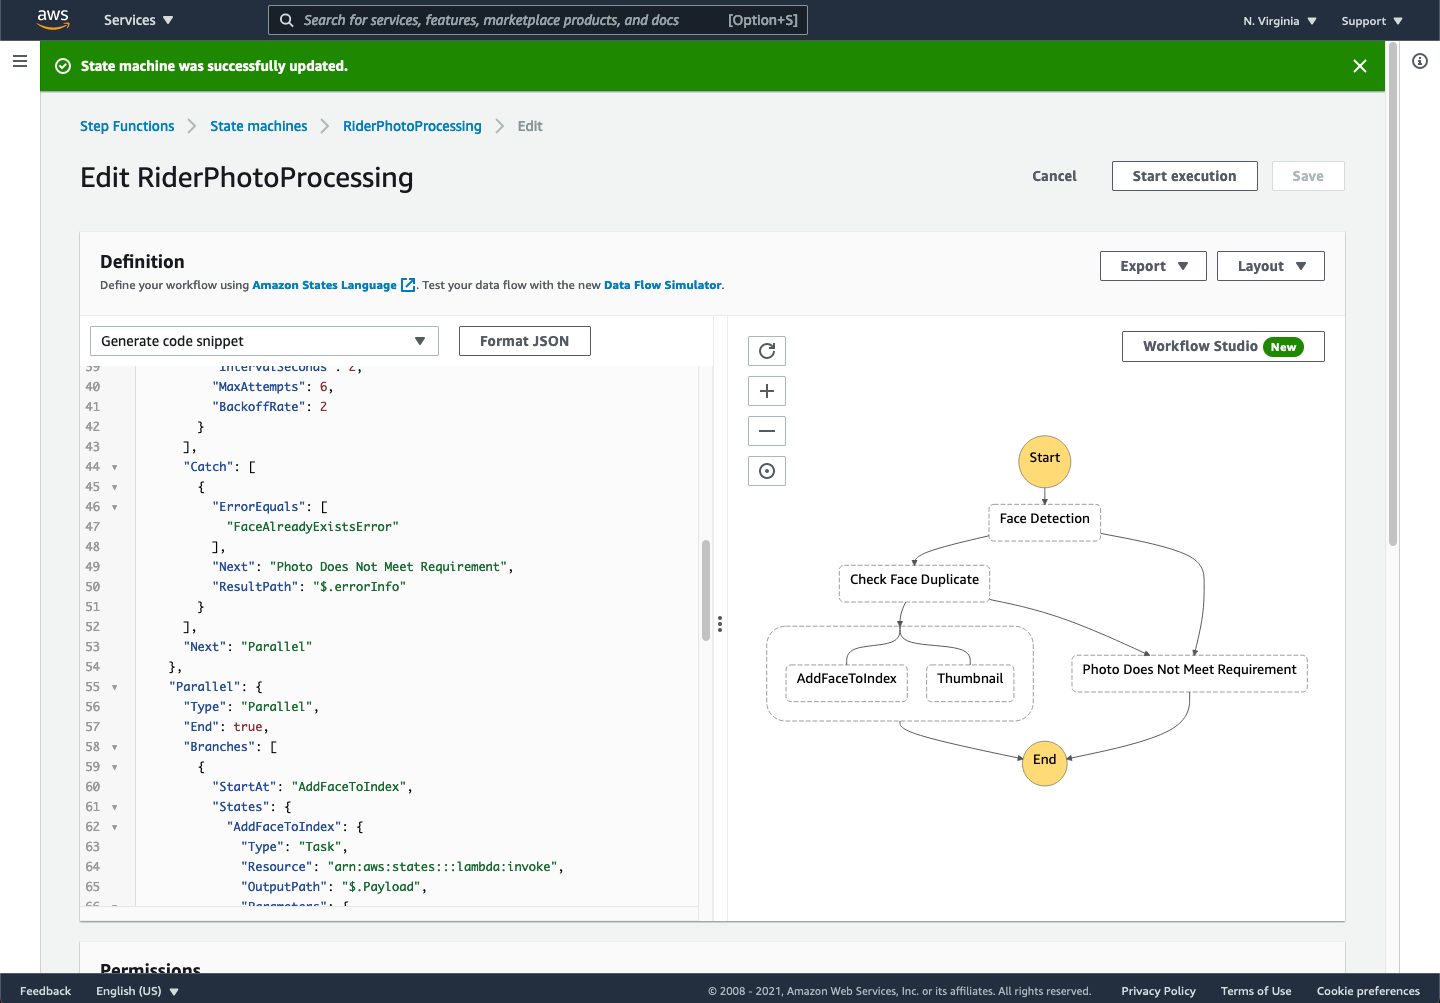 aws
Services
Search for services, features, marketplace products, and docs
[Option+S]
N. Virginia
Support
State machine was successfully updated.
Step Functions
State machines
RiderPhotoProcessing
Edit
Edit RiderPhotoProcessing
Cancel
Start execution
Save
Definition
Define your workflow using Amazon States Language. Test your data flow with the new Data Flow Simulator.
Export
Layout
Generate code snippet
Format JSON
39 "IntervalSeconds": 2,
40 "MaxAttempts": 6,
41 "BackoffRate": 2
42 }
43 ],
44 "Catch": [
45 {
46 "ErrorEquals": [
47 "FaceAlreadyExistsError"
48 ],
49 "Next": "Photo Does Not Meet Requirement",
50 "ResultPath": "$.errorInfo"
51 }
52 ],
53 "Next": "Parallel"
54 },
55 "Parallel": {
56 "Type": "Parallel",
57 "End": true,
58 "Branches": [
59 {
60 "StartAt": "AddFaceToIndex",
61 "States": {
62 "AddFaceToIndex": {
63 "Type": "Task",
64 "Resource": "arn:aws:states:::lambda:invoke",
65 "OutputPath": "$.Payload",
66 "Parameters": {
Workflow Studio New
Start
Face Detection
Check Face Duplicate
AddFaceToIndex
Thumbnail
Photo Does Not Meet Requirement
End
Permissions
Feedback
English (US)
© 2008 - 2021, Amazon Web Services, Inc. or its affiliates. All rights reserved.
Privacy Policy
Terms of Use
Cookie preferences